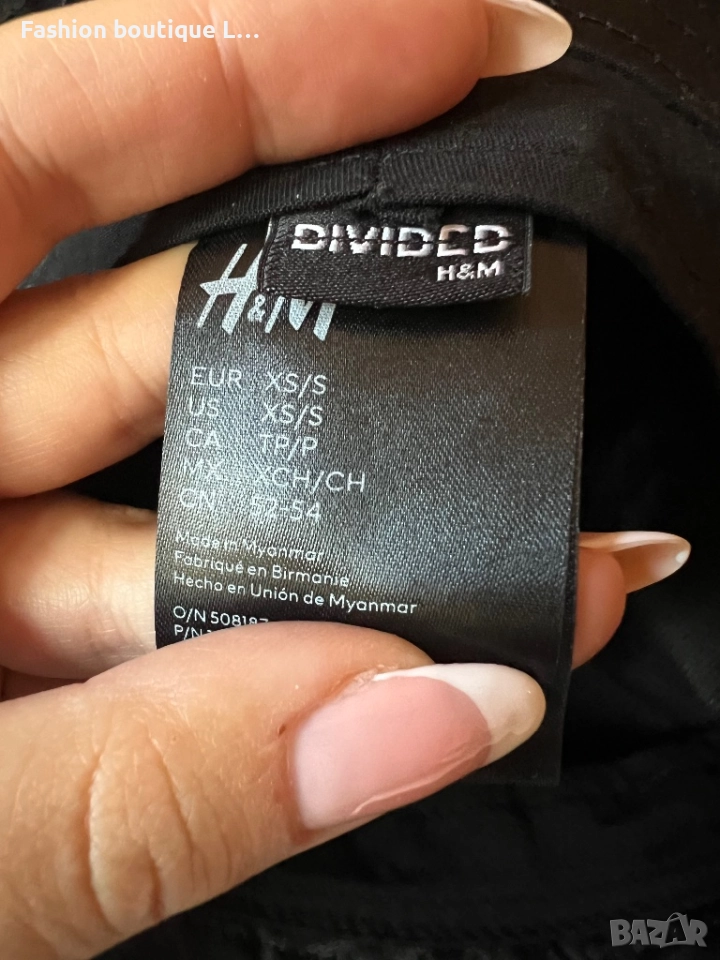 Fashion boutique L...
DIVIDED
H&M
H&M
EUR XS/S
US XS/S
CA TP/P
MX XCH/CH
CN 52-54
Made in Myanmar
Fabriqué en Birmanie
Hecho en Unión de Myanmar
O/N
P/N
BAZAR